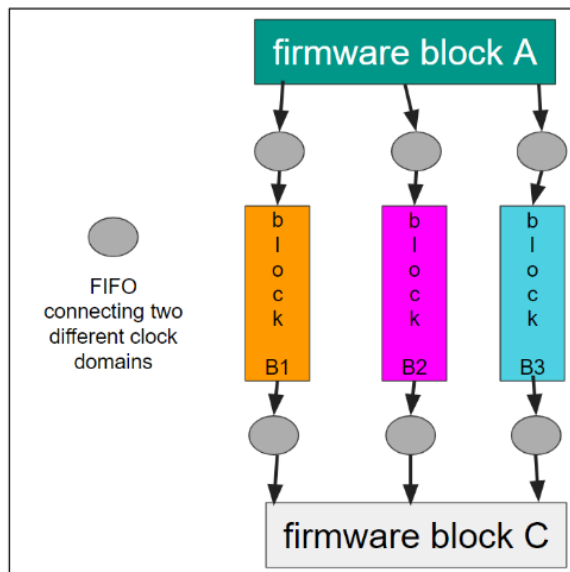 firmware block A
b
l
o
c
k
B1
b
l
o
c
k
B2
b
l
o
c
k
B3
FIFO
connecting two
different clock
domains
firmware block C